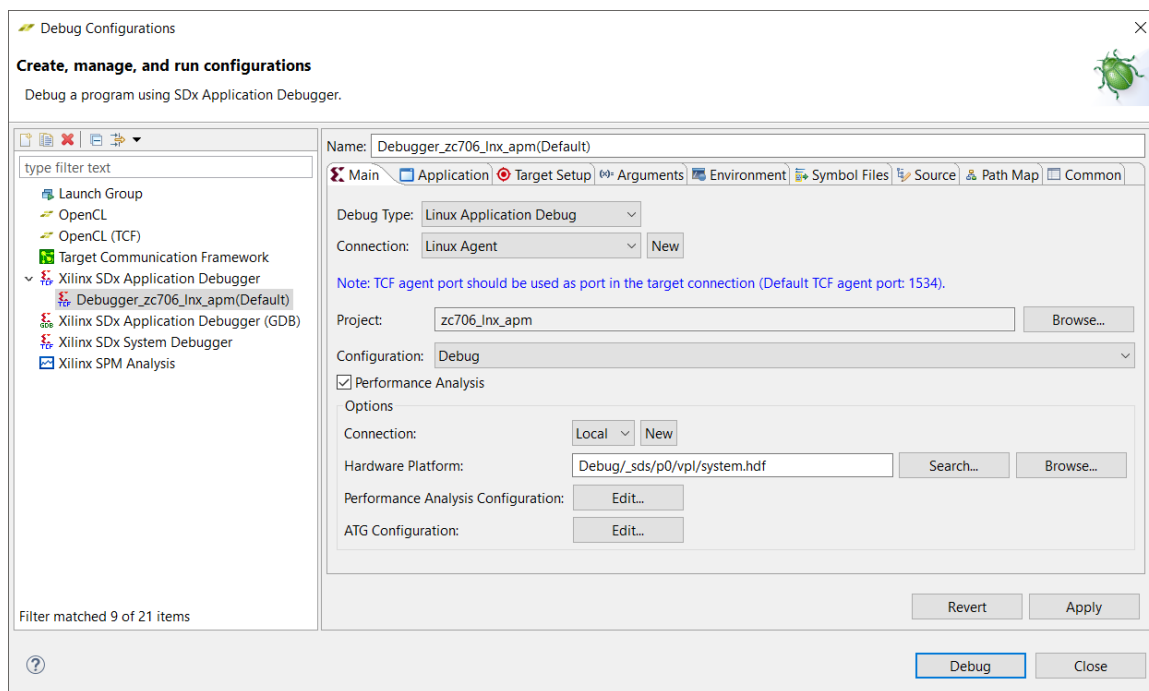 Debug Configurations
Create, manage, and run configurations
Debug a program using SDx Application Debugger.
type filter text
Launch Group
OpenCL
OpenCL (TCF)
Target Communication Framework
Xilinx SDx Application Debugger
Debugger_zc706_lnx_apm(Default)
Xilinx SDx Application Debugger (GDB)
Xilinx SDx System Debugger
Xilinx SPM Analysis
Filter matched 9 of 21 items
Name: Debugger_zc706_lnx_apm(Default)
Main Application Target Setup (x)= Arguments Environment Symbol Files Source Path Map Common
Debug Type: Linux Application Debug
Connection: Linux Agent New
Note: TCF agent port should be used as port in the target connection (Default TCF agent port: 1534).
Project: zc706_lnx_apm Browse...
Configuration: Debug
Performance Analysis
Options
Connection: Local New
Hardware Platform: Debug/_sds/p0/vpl/system.hdf Search... Browse...
Performance Analysis Configuration: Edit...
ATG Configuration: Edit...
Revert Apply
Debug Close